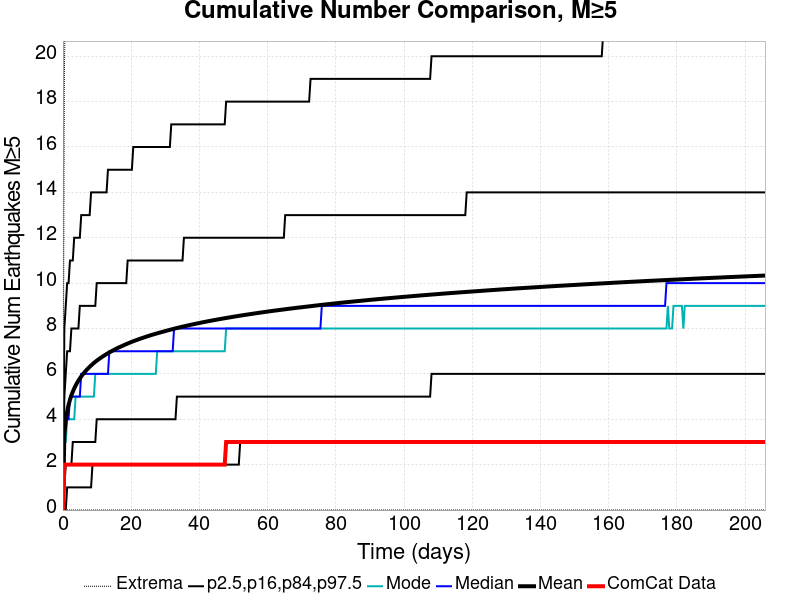 Cumulative Number Comparison, M≥5
Cumulative Num Earthquakes M≥5
20
18
16
14
12
10
8
6
4
2
0
0 20 40 60 80 100 120 140 160 180 200
Time (days)
Extrema p2.5,p16,p84,p97.5 Mode Median Mean ComCat Data